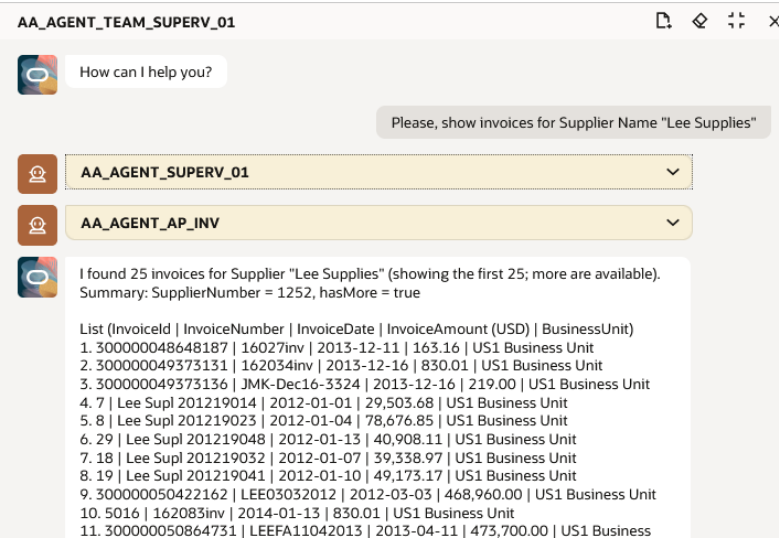 AA_AGENT_TEAM_SUPERV_01
How can I help you?
Please, show invoices for Supplier Name "Lee Supplies"
AA_AGENT_SUPERV_01
AA_AGENT_AP_INV
I found 25 invoices for Supplier "Lee Supplies" (showing the first 25; more are available).
Summary: SupplierNumber = 1252, hasMore = true
List (InvoiceId | InvoiceNumber | InvoiceDate | InvoiceAmount (USD) | BusinessUnit)
1. 300000048648187 | 16027inv | 2013-12-11 | 163.16 | US1 Business Unit
2. 300000049373131 | 162034inv | 2013-12-16 | 830.01 | US1 Business Unit
3. 300000049373136 | JMK-Dec16-3324 | 2013-12-16 | 219.00 | US1 Business Unit
4. 7 | Lee Supl 201219014 | 2012-01-01 | 29,503.68 | US1 Business Unit
5. 8 | Lee Supl 201219023 | 2012-01-04 | 78,676.85 | US1 Business Unit
6. 29 | Lee Supl 201219048 | 2012-01-13 | 40,908.11 | US1 Business Unit
7. 18 | Lee Supl 201219032 | 2012-01-07 | 39,338.97 | US1 Business Unit
8. 19 | Lee Supl 201219041 | 2012-01-10 | 49,173.17 | US1 Business Unit
9. 300000050422162 | LEE03032012 | 2012-03-03 | 468,960.00 | US1 Business Unit
10. 5016 | 162083inv | 2014-01-13 | 830.01 | US1 Business Unit
11. 300000050864731 | LEEFA11042013 | 2013-04-11 | 473,700.00 | US1 Business